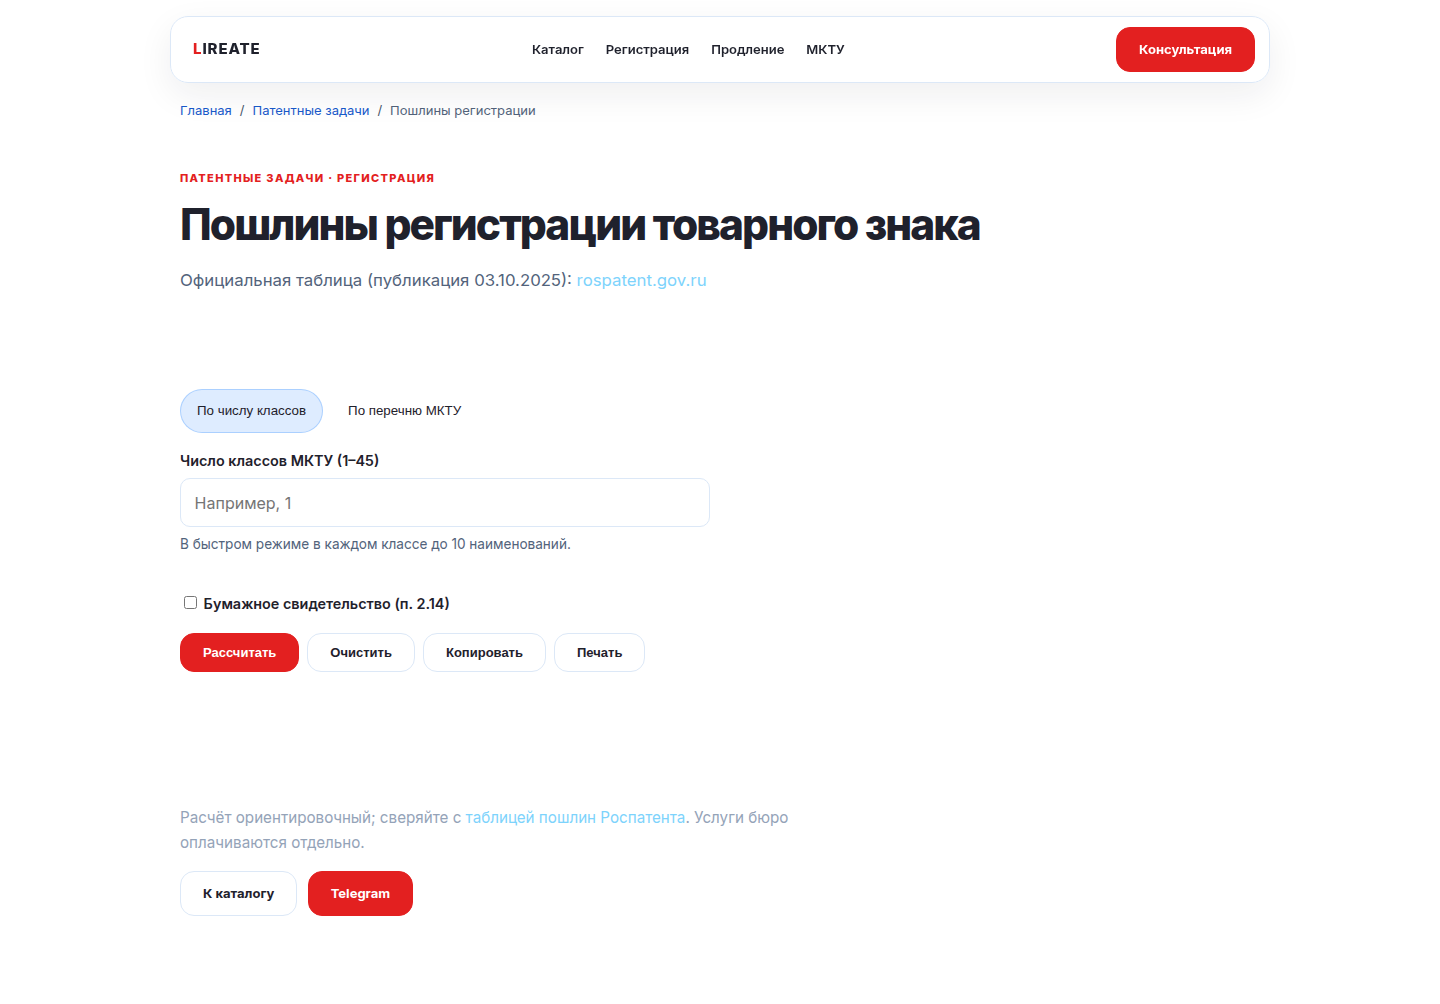 LIREATE
Каталог Регистрация Продление МКТУ
Консультация
Главная / Патентные задачи / Пошлины регистрации
ПАТЕНТНЫЕ ЗАДАЧИ · РЕГИСТРАЦИЯ
Пошлины регистрации товарного знака
Официальная таблица (публикация 03.10.2025): rospatent.gov.ru
По числу классов По перечню МКТУ
Число классов МКТУ (1–45)
Например, 1
В быстром режиме в каждом классе до 10 наименований.
Бумажное свидетельство (п. 2.14)
Рассчитать Очистить Копировать Печать
Расчёт ориентировочный; сверяйте с таблицей пошлин Роспатента. Услуги бюро
оплачиваются отдельно.
К каталогу Telegram